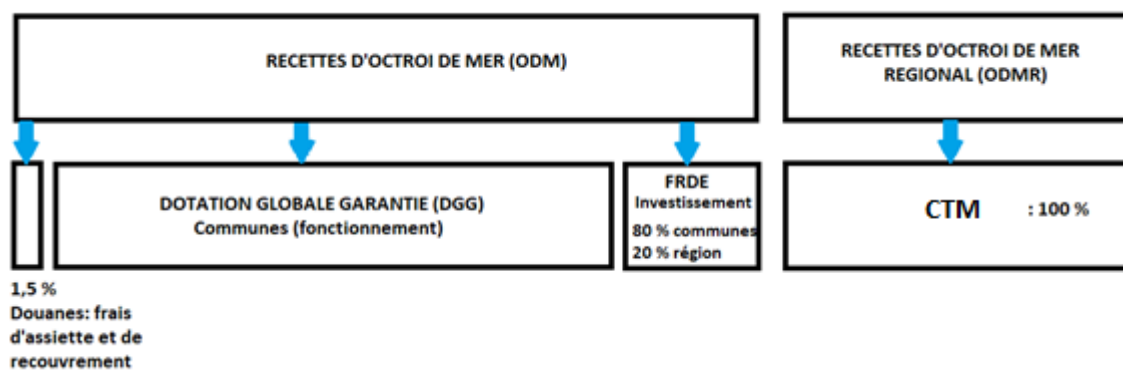 RECETTES D'OCTROI DE MER (ODM)
RECETTES D'OCTROI DE MER
REGIONAL (ODMR)
DOTATION GLOBALE GARANTIE (DGG)
Communes (fonctionnement)
FRDE
Investissement
80 % communes
20 % région
CTM : 100 %
1,5 %
Douanes: frais
d'assiette et de
recouvrement